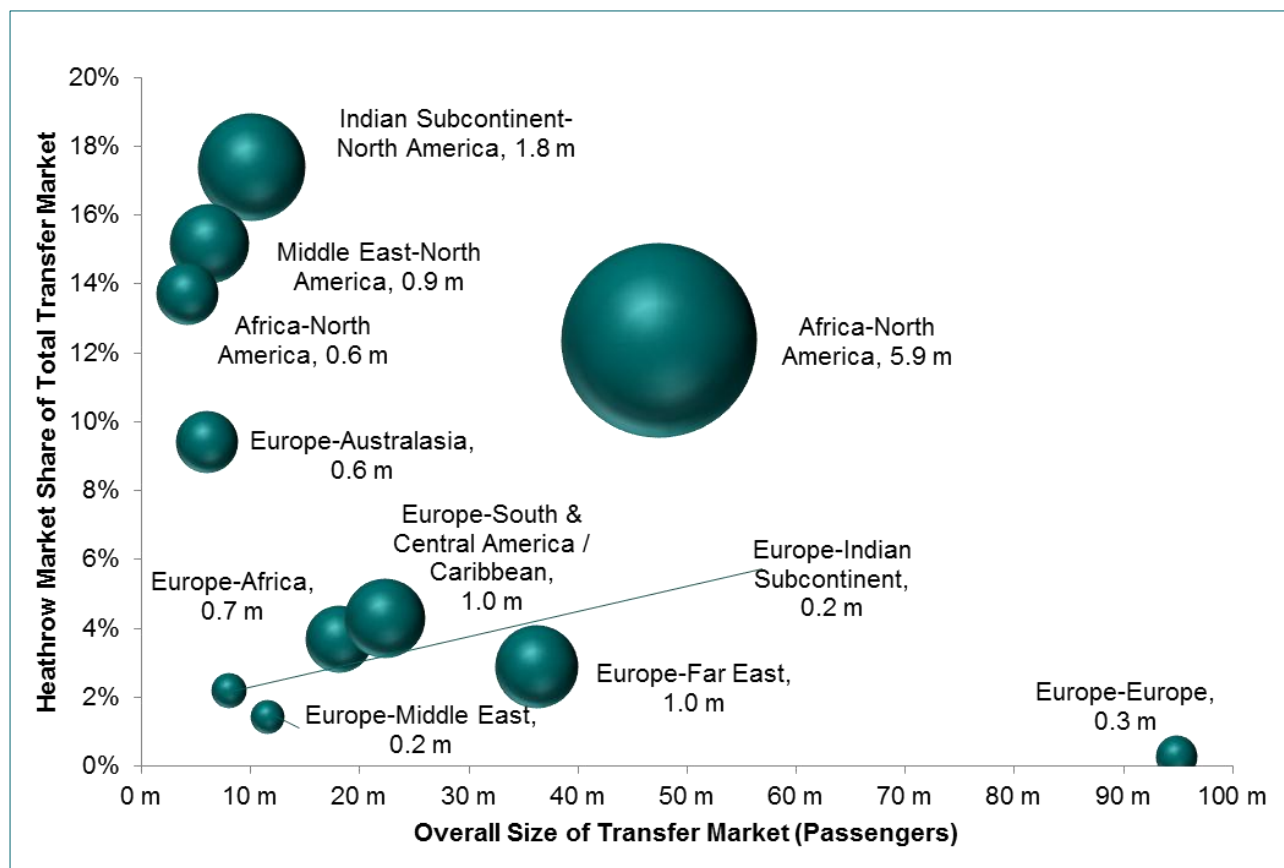 Heathrow Market Share of Total Transfer Market
20%
18%
16%
14%
12%
10%
8%
6%
4%
2%
0%
Indian Subcontinent-
North America, 1.8 m
Middle East-North
America, 0.9 m
Africa-North
America, 0.6 m
Africa-North
America, 5.9 m
Europe-Australasia,
0.6 m
Europe-South &
Central America /
Caribbean,
1.0 m
Europe-Africa,
0.7 m
Europe-Indian
Subcontinent,
0.2 m
Europe-Far East,
1.0 m
Europe-Middle East,
0.2 m
Europe-Europe,
0.3 m
0 m
10 m
20 m
30 m
40 m
50 m
60 m
70 m
80 m
90 m
100 m
Overall Size of Transfer Market (Passengers)